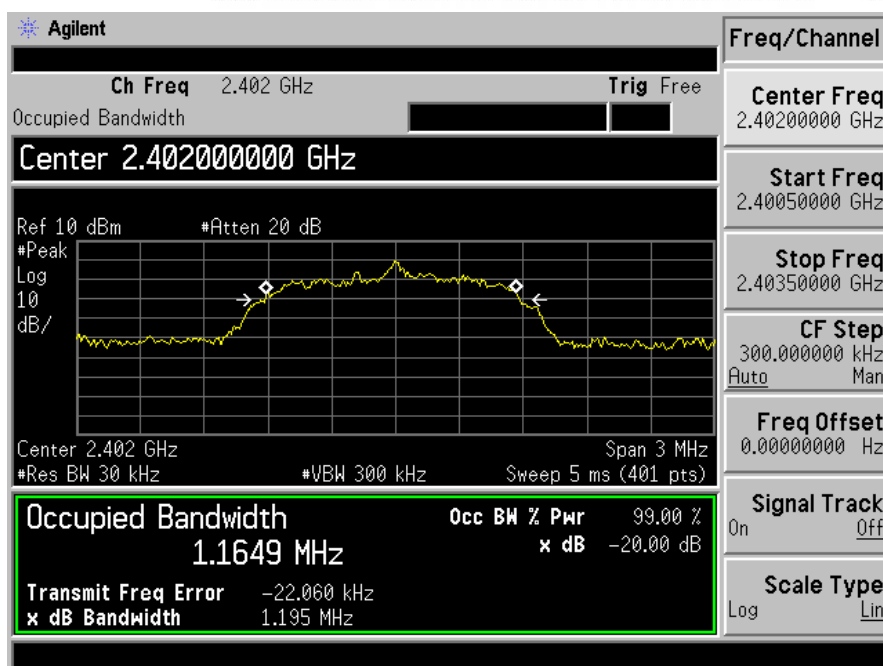 Agilent
Freq/Channel
Ch Freq 2.402 GHz Trig Free
Occupied Bandwidth
Center 2.402000000 GHz
Ref 10 dBm #Atten 20 dB
#Peak
Log
10
dB/
Center 2.402 GHz Span 3 MHz
#Res BW 30 kHz #VBW 300 kHz Sweep 5 ms (401 pts)
Occupied Bandwidth
1.1649 MHz
Occ BW % Pwr 99.00 %
x dB -20.00 dB
Transmit Freq Error -22.060 kHz
x dB Bandwidth 1.195 MHz
Center Freq
2.40200000 GHz
Start Freq
2.40050000 GHz
Stop Freq
2.40350000 GHz
CF Step
300.000000 kHz
Auto Man
Freq Offset
0.00000000 Hz
Signal Track
On Off
Scale Type
Log Lin